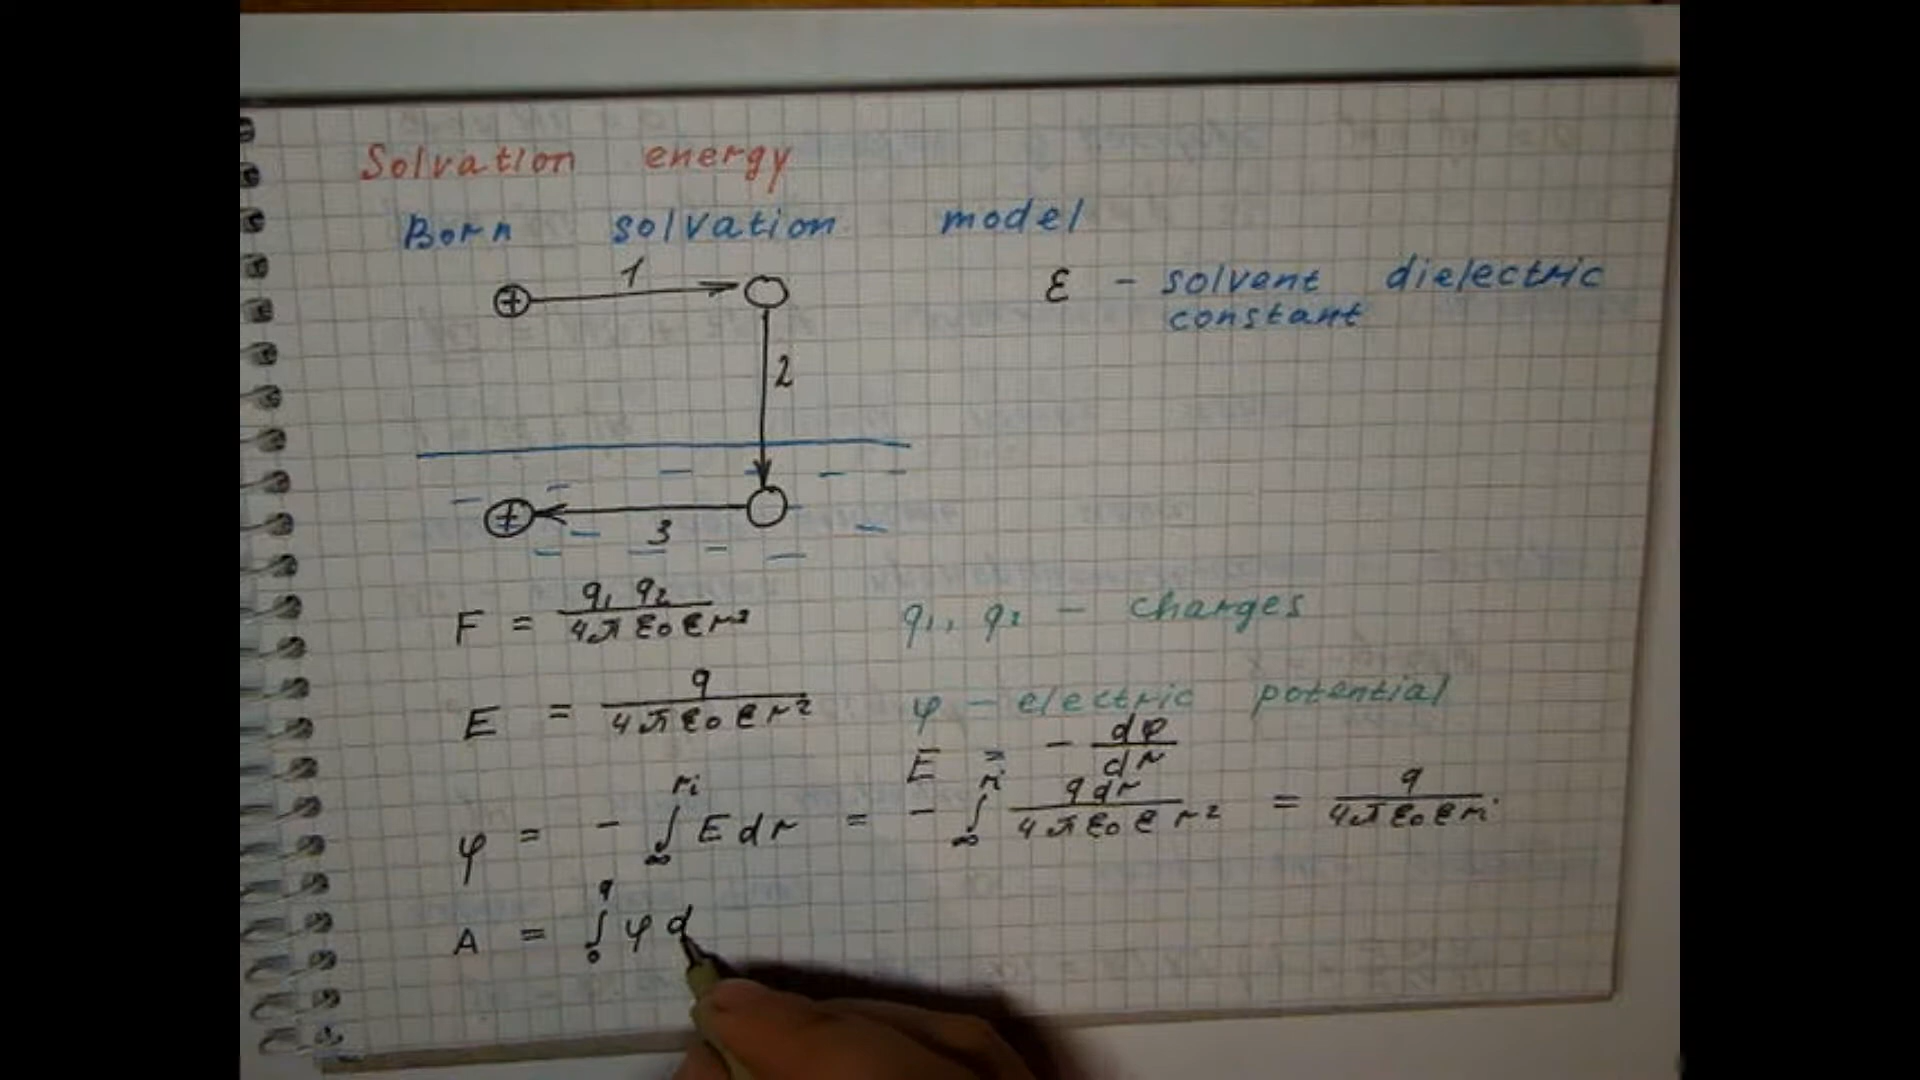 Solvation energy
Born solvation model
1
ε - solvent dielectric
constant
2
3
F = q₁ q₂ / 4π ε₀ ε r²
q₁, q₂ - charges
E = q / 4π ε₀ ε r²
φ - electric potential
E = - dφ / dr
φ = - ∫_∞^{rᵢ} E dr = - ∫_∞^{rᵢ} q dr / 4π ε₀ ε r² = q / 4π ε₀ ε rᵢ
A = ∫₀^q φ d